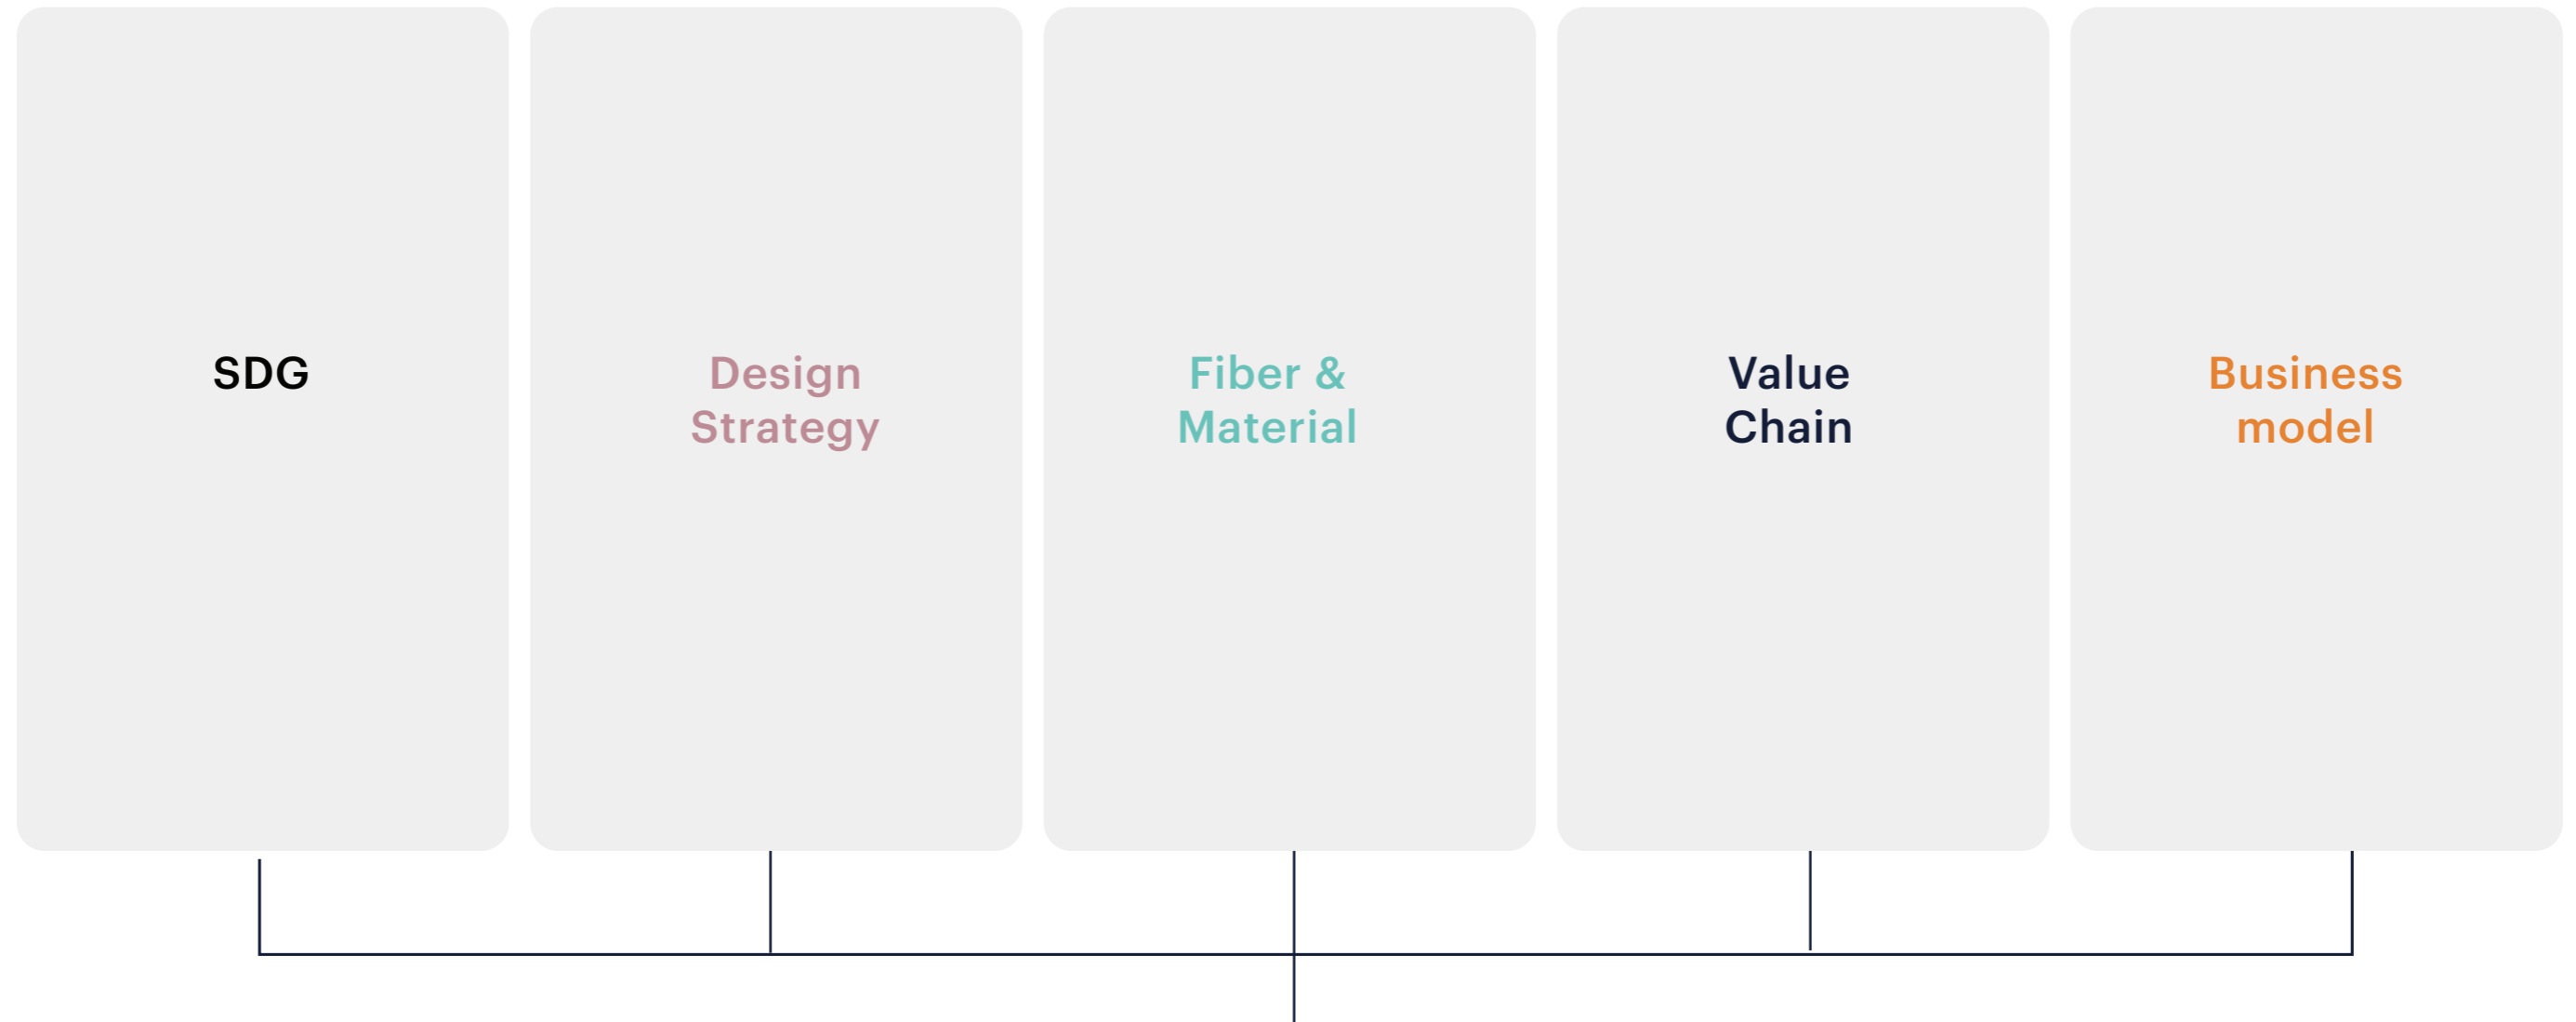 SDG
Design
Strategy
Fiber &
Material
Value
Chain
Business
model